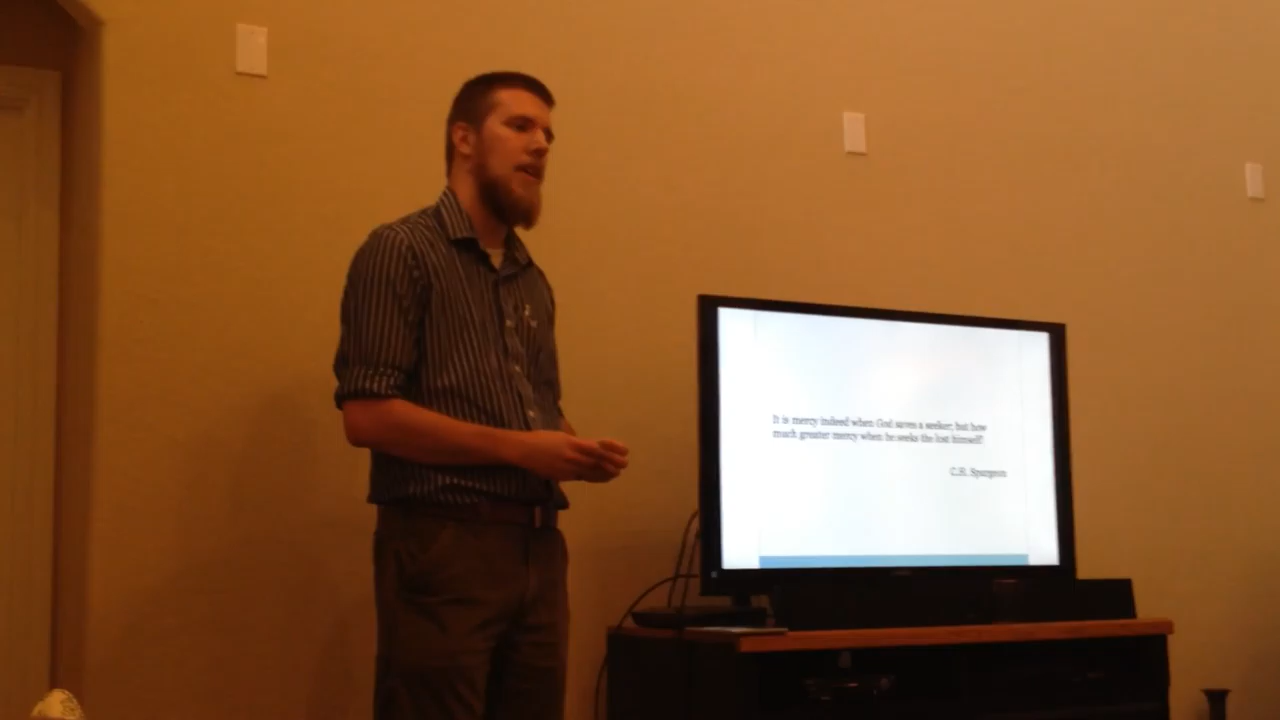 It is mercy indeed when God saves a seeker; but how
much greater mercy when he seeks the lost himself!
C.H. Spurgeon